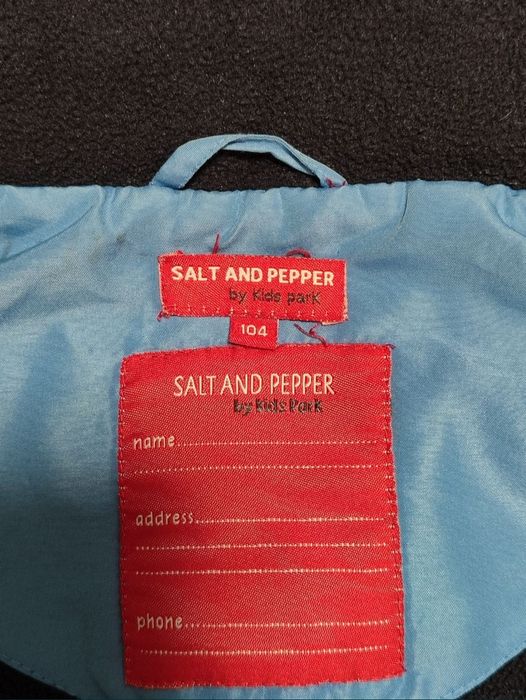 SALT AND PEPPER
by Kids park
104
SALT AND PEPPER
by Kids Park
name
address
phone